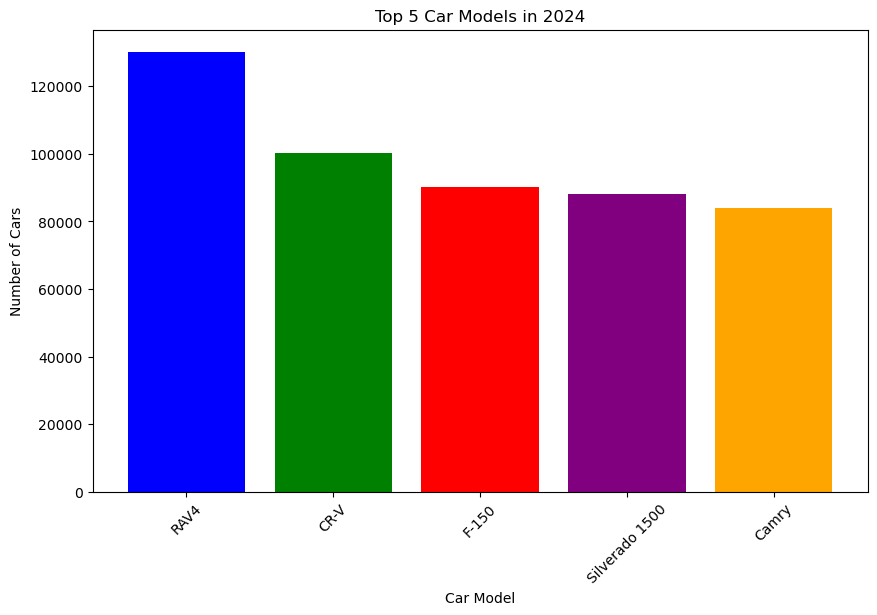 Top 5 Car Models in 2024
Number of Cars
120000
100000
80000
60000
40000
20000
0
RAV4
CR-V
F-150
Silverado 1500
Camry
Car Model